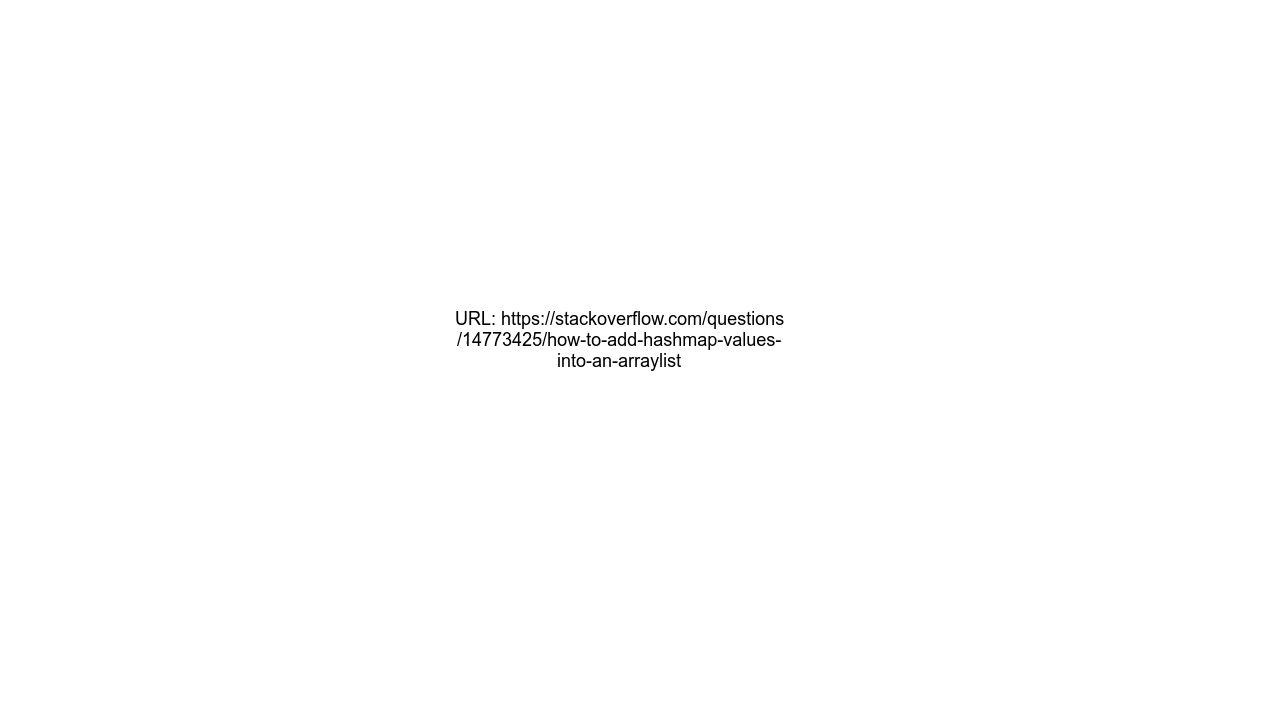 URL: https://stackoverflow.com/questions
/14773425/how-to-add-hashmap-values-
into-an-arraylist